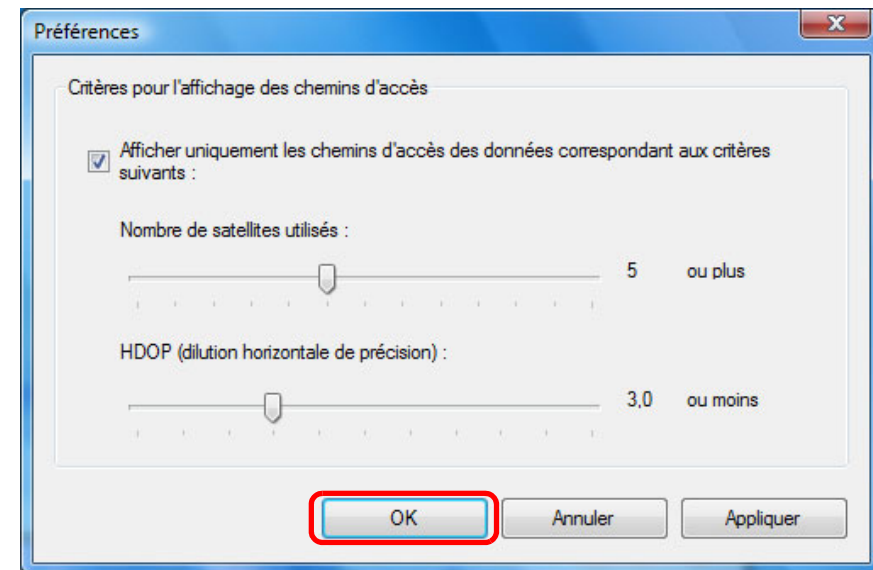 Préférences
Critères pour l'affichage des chemins d'accès
Afficher uniquement les chemins d'accès des données correspondant aux critères
suivants :
Nombre de satellites utilisés :
5 ou plus
HDOP (dilution horizontale de précision) :
3,0 ou moins
OK Annuler Appliquer